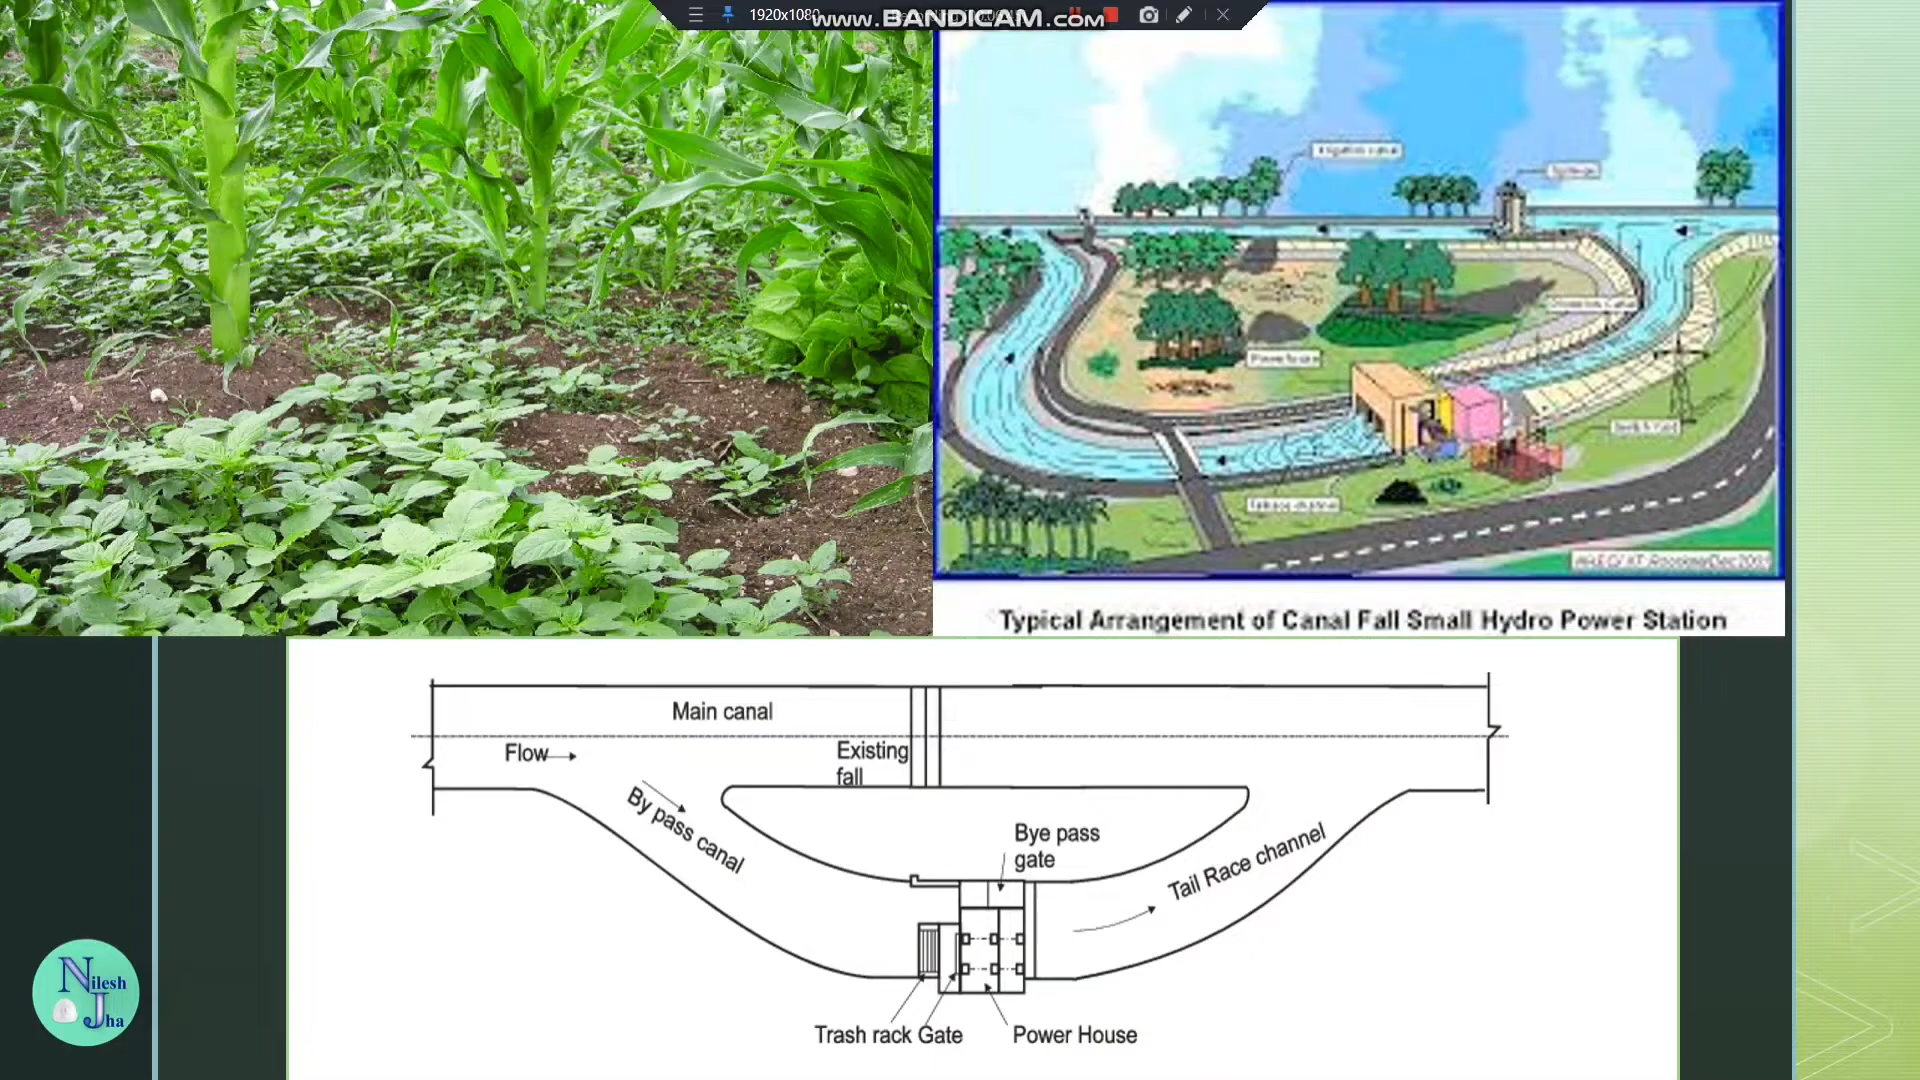 1920x1080
www.BANDICAM.com
Typical Arrangement of Canal Fall Small Hydro Power Station
Main canal
Flow
Existing
fall
By pass canal
Bye pass
gate
Tail Race channel
Trash rack Gate
Power House
Nilesh
Jha